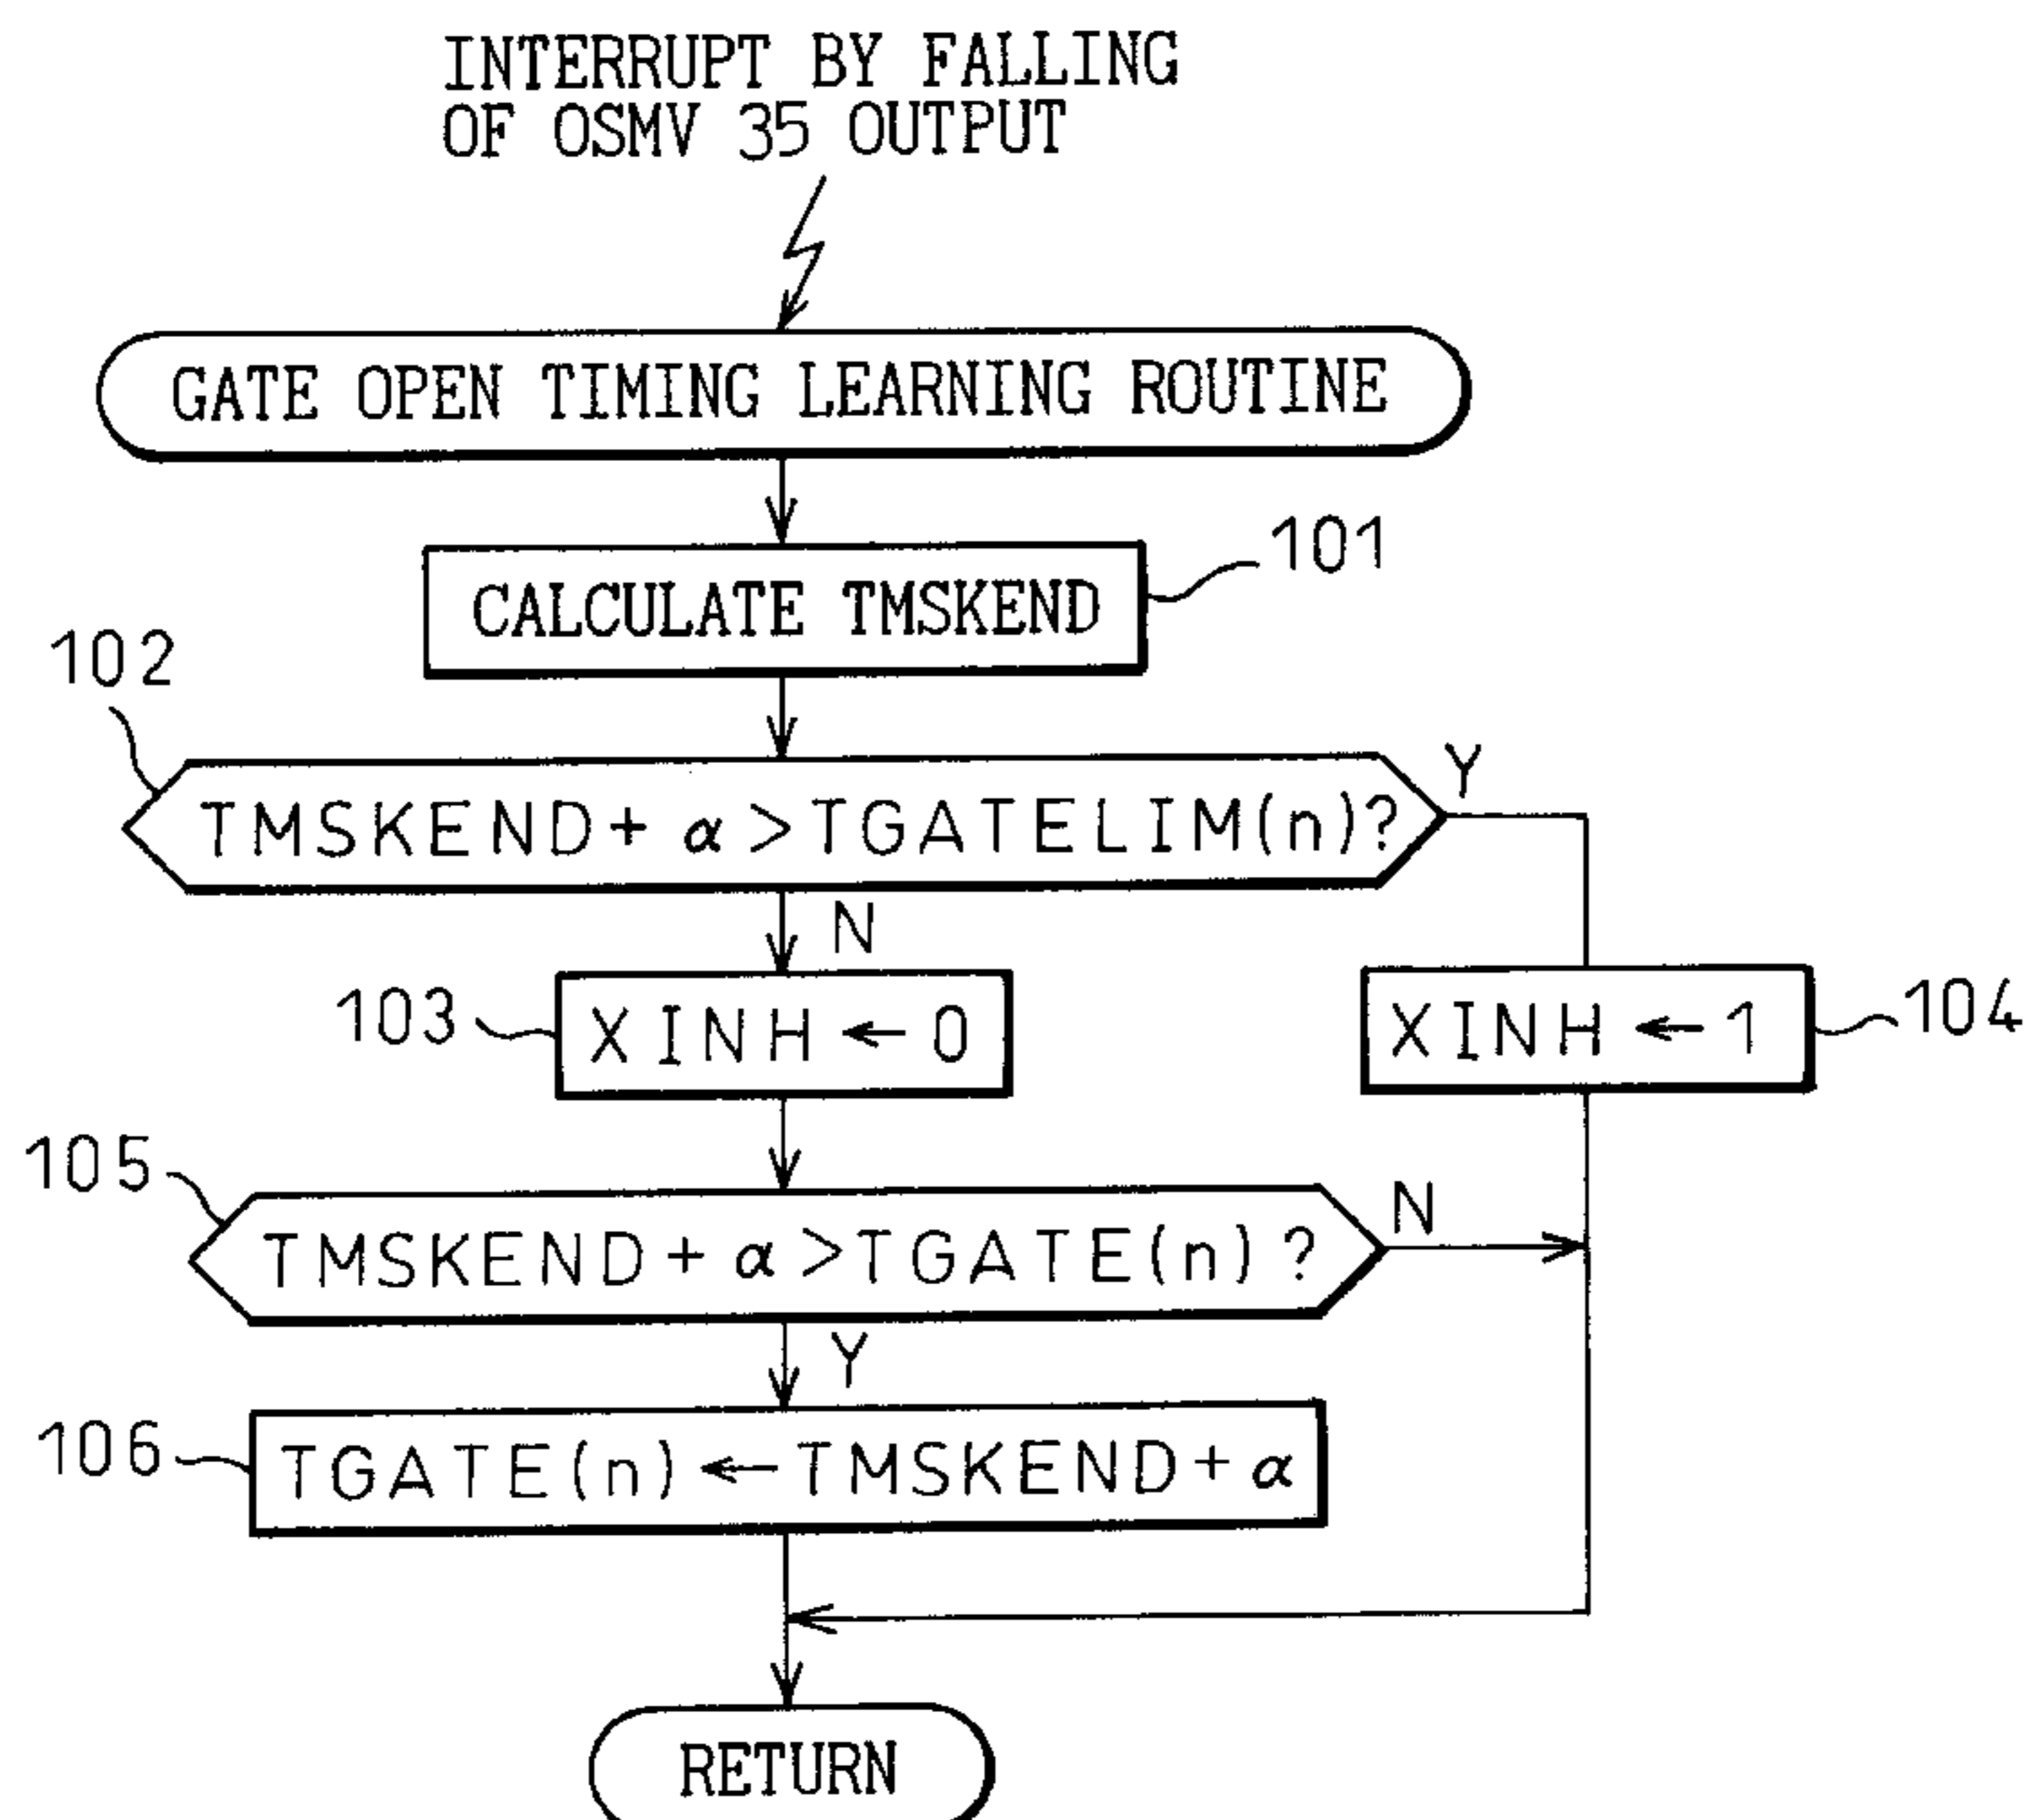 INTERRUPT BY FALLING
OF OSMV 35 OUTPUT
GATE OPEN TIMING LEARNING ROUTINE
101
CALCULATE TMSKEND
102
TMSKEND + α > TGATELIM(n)?
Y
N
103
XINH ← 0
XINH ← 1
104
105
TMSKEND + α > TGATE(n)?
N
Y
106
TGATE(n) ← TMSKEND + α
RETURN